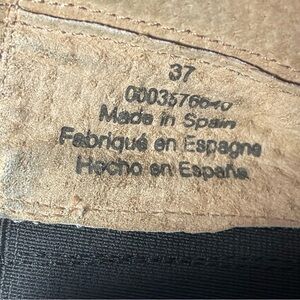 37
0003576640
Made in Spain
Fabriqué en Espagne
Hecho en España